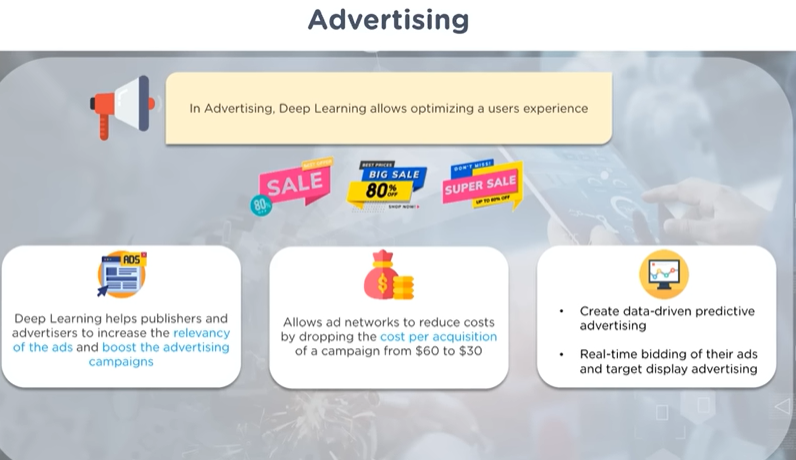 Advertising
In Advertising, Deep Learning allows optimizing a users experience
SALE
80%
BEST PRICES
BIG SALE
80% OFF
SHOP NOW!
DON'T MISS!
SUPER SALE
UP TO 80% OFF
ADS
Deep Learning helps publishers and
advertisers to increase the relevancy
of the ads and boost the advertising
campaigns
$
Allows ad networks to reduce costs
by dropping the cost per acquisition
of a campaign from $60 to $30
• Create data-driven predictive
advertising
• Real-time bidding of their ads
and target display advertising